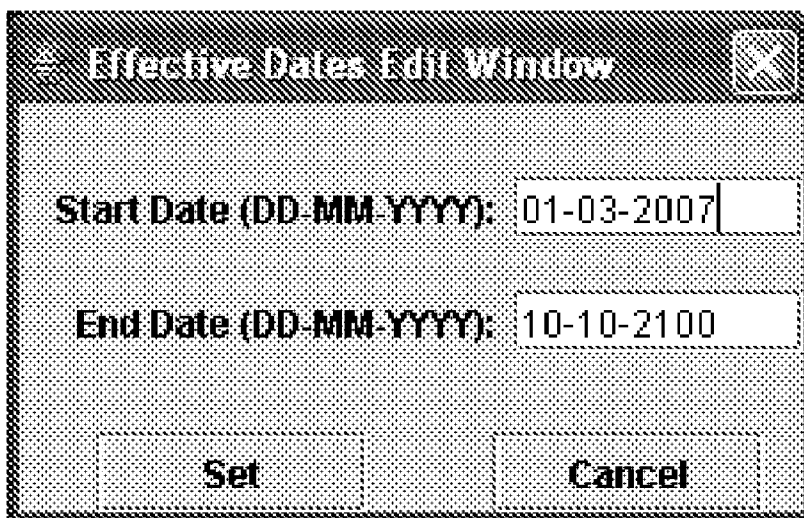 Effective Dates Edit Window
Start Date (DD-MM-YYYY): 01-03-2007
End Date (DD-MM-YYYY): 10-10-2100
Set Cancel